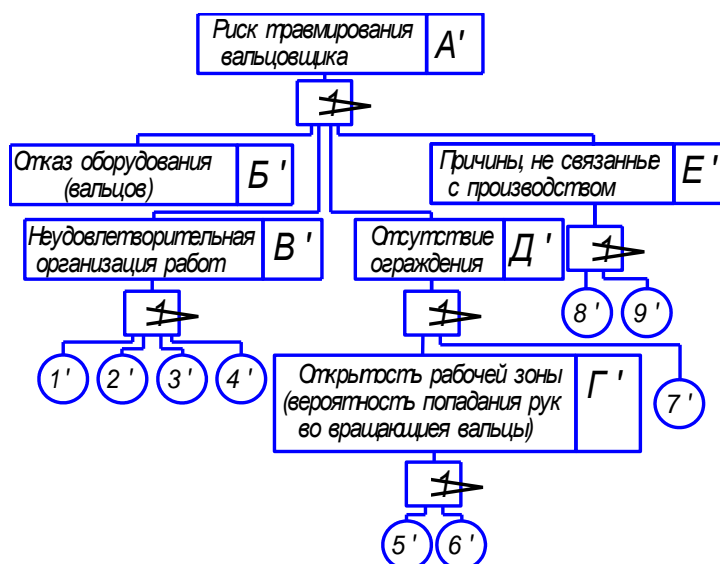 Риск травмирования
вальцовщика
А'
1
Отказ оборудования
(вальцов)
Б '
Причины, не связанные
с производством
Е '
Неудовлетворительная
организация работ
В '
Отсутствие
ограждения
Д '
1
8 '
9 '
1
1
1 '
2 '
3 '
4 '
Открытость рабочей зоны
(вероятность попадания рук
во вращающиея вальцы)
Г '
7 '
1
5 '
6 '